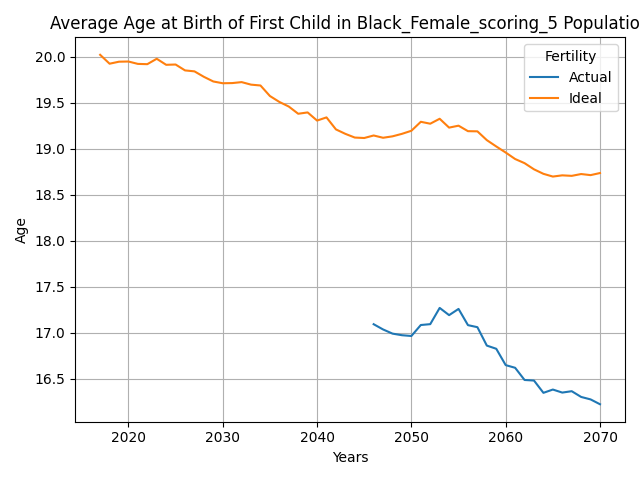 Average Age at Birth of First Child in Black_Female_scoring_5 Populatio
Fertility
Actual
Ideal
20.0
19.5
19.0
18.5
18.0
17.5
17.0
16.5
Age
2020 2030 2040 2050 2060 2070
Years